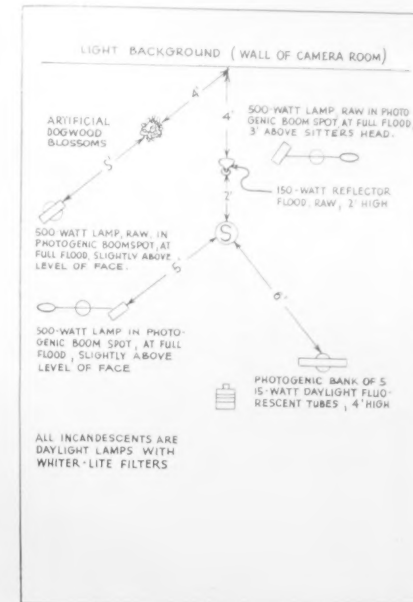 LIGHT BACKGROUND (WALL OF CAMERA ROOM)
4'
4'
ARTIFICIAL
DOGWOOD
BLOSSOMS
500-WATT LAMP, RAW IN PHOTO
GENIC BOOM SPOT, AT FULL FLOOD,
3' ABOVE SITTERS HEAD.
5'
150-WATT REFLECTOR
FLOOD, RAW, 2' HIGH
2'
500-WATT LAMP, RAW, IN
PHOTOGENIC BOOMSPOT, AT
FULL FLOOD, SLIGHTLY ABOVE
LEVEL OF FACE.
S
5'
6'
500-WATT LAMP IN PHOTO-
GENIC BOOM SPOT, AT FULL
FLOOD, SLIGHTLY ABOVE
LEVEL OF FACE
PHOTOGENIC BANK OF 5
15-WATT DAYLIGHT FLUO-
RESCENT TUBES, 4' HIGH
ALL INCANDESCENTS ARE
DAYLIGHT LAMPS WITH
WHITER-LITE FILTERS